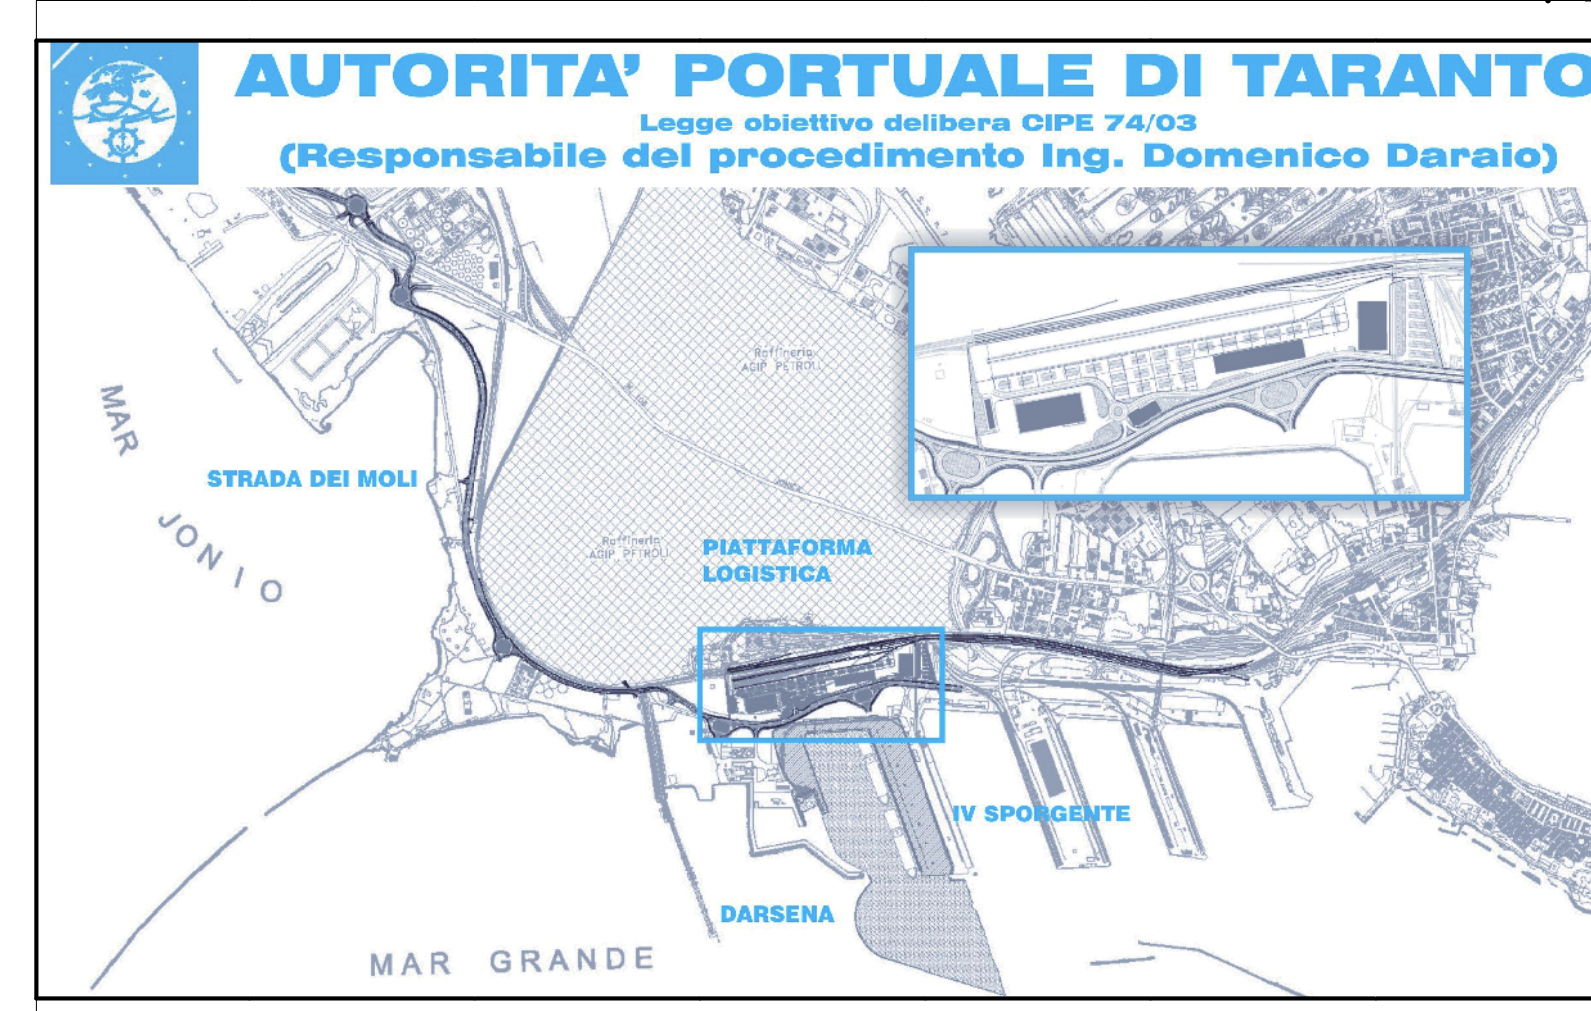 AUTORITA' PORTUALE DI TARANTO
Legge obiettivo delibera CIPE 74/03
(Responsabile del procedimento Ing. Domenico Daraio)
Raffineria
AGIP PETROLI
MAR
JONIO
STRADA DEI MOLI
Raffineria
AGIP PETROLI
PIATTAFORMA
LOGISTICA
IV SPORGENTE
DARSENA
MAR GRANDE